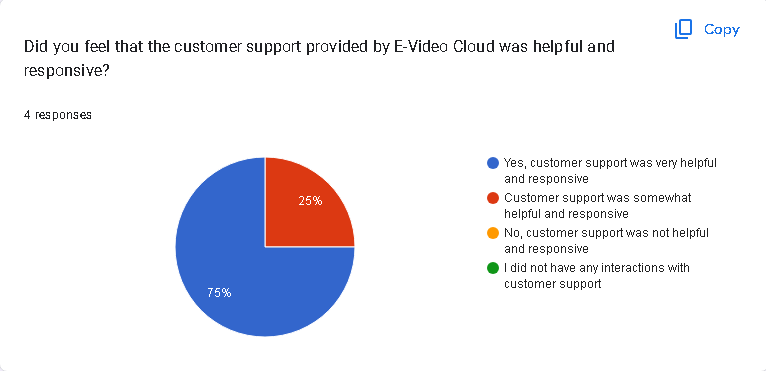 Copy
Did you feel that the customer support provided by E-Video Cloud was helpful and
responsive?
4 responses
25%
75%
Yes, customer support was very helpful
and responsive
Customer support was somewhat
helpful and responsive
No, customer support was not helpful
and responsive
I did not have any interactions with
customer support